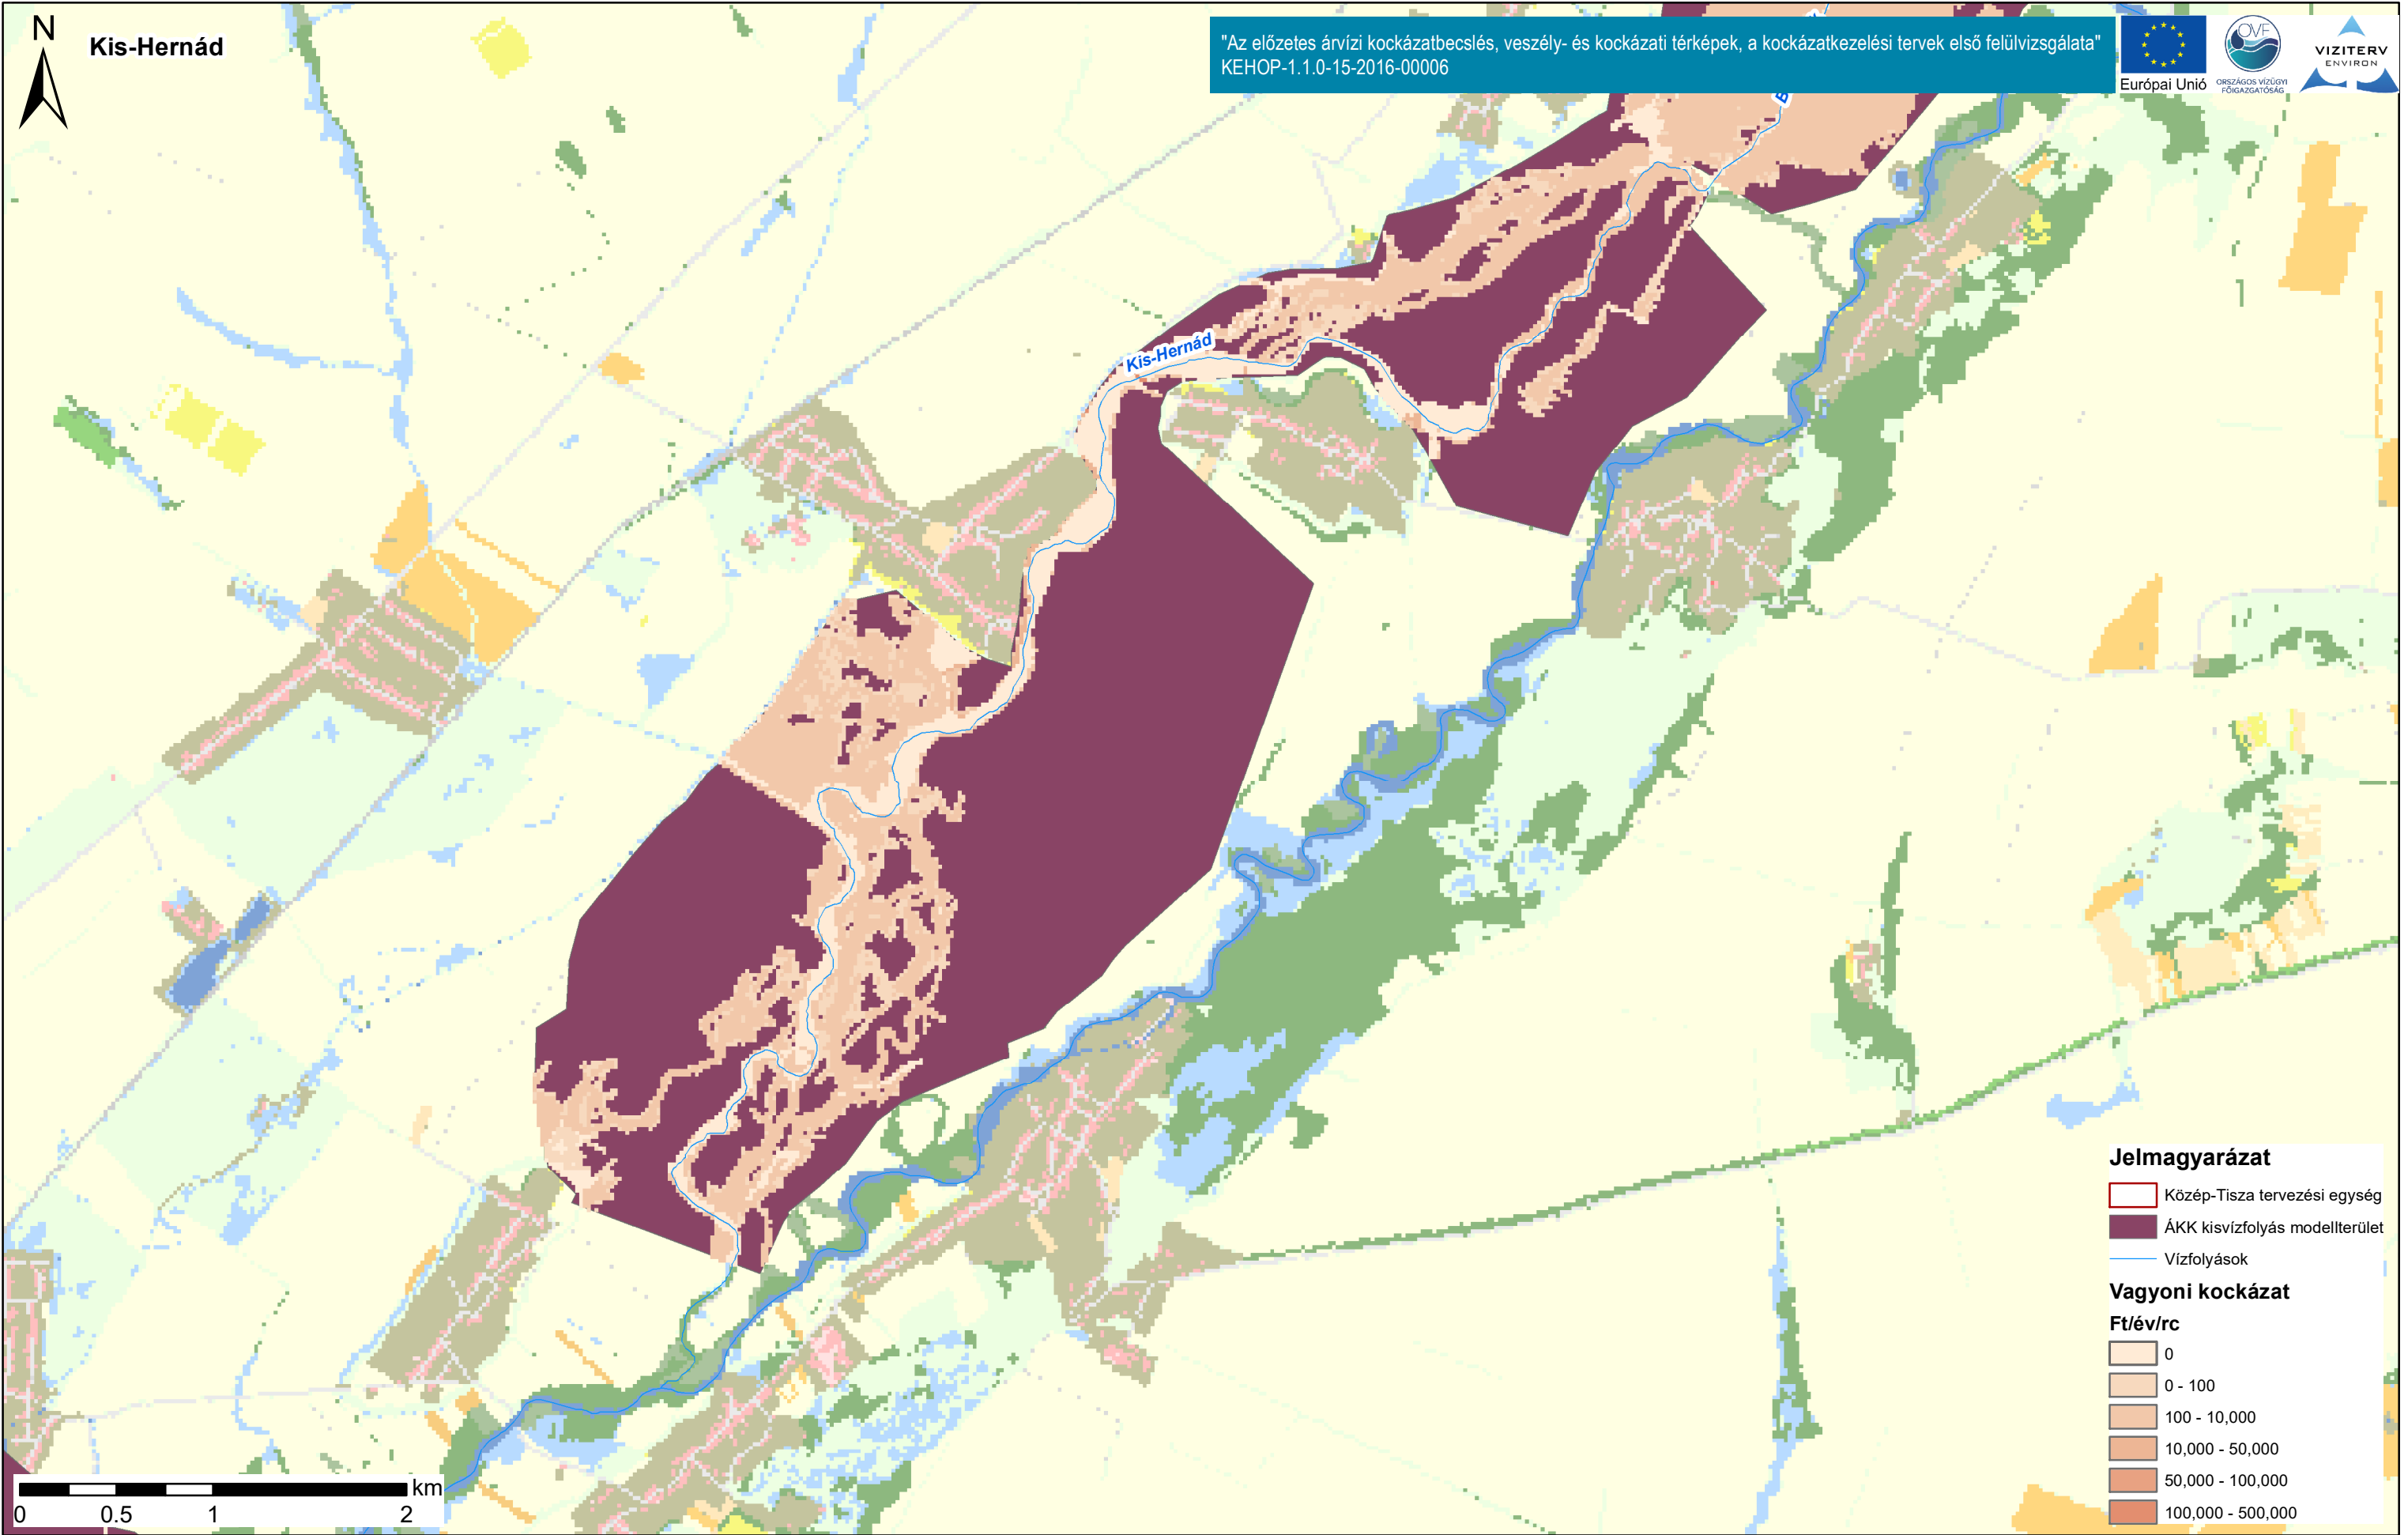 N
Kis-Hernád
"Az előzetes árvízi kockázatbecslés, veszély- és kockázati térképek, a kockázatkezelési tervek első felülvizsgálata"
KEHOP-1.1.0-15-2016-00006
Európai Unió
OVF
ORSZÁGOS VÍZÜGYI
FŐIGAZGATÓSÁG
VIZITERV
ENVIRON
Kis-Hernád
Jelmagyarázat
Közép-Tisza tervezési egység
ÁKK kisvízfolyás modellterület
Vízfolyások
Vagyoni kockázat
Ft/év/rc
0
0 - 100
100 - 10,000
10,000 - 50,000
50,000 - 100,000
100,000 - 500,000
km
0 0.5 1 2